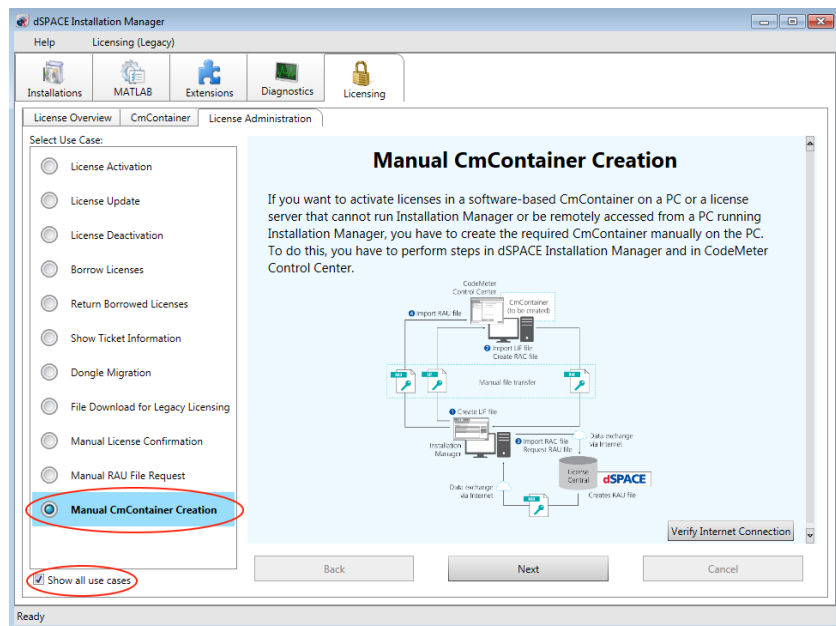 dSPACE Installation Manager
Help Licensing (Legacy)
Installations MATLAB Extensions Diagnostics Licensing
License Overview CmContainer License Administration
Select Use Case:
License Activation
License Update
License Deactivation
Borrow Licenses
Return Borrowed Licenses
Show Ticket Information
Dongle Migration
File Download for Legacy Licensing
Manual License Confirmation
Manual RAU File Request
Manual CmContainer Creation
Show all use cases
Manual CmContainer Creation
If you want to activate licenses in a software-based CmContainer on a PC or a license
server that cannot run Installation Manager or be remotely accessed from a PC running
Installation Manager, you have to create the required CmContainer manually on the PC.
To do this, you have to perform steps in dSPACE Installation Manager and in CodeMeter
Control Center.
CodeMeter
Control Center
CmContainer
(to be created)
4 Import RAU file
2 Import LIF file
Create RAC file
Manual file transfer
1 Create LIF file
Installation
Manager
3 Import RAC file
Request RAU file
Data exchange
via Internet
License
Central
dSPACE
Creates RAU file
Data exchange
via Internet
Verify Internet Connection
Back Next Cancel
Ready